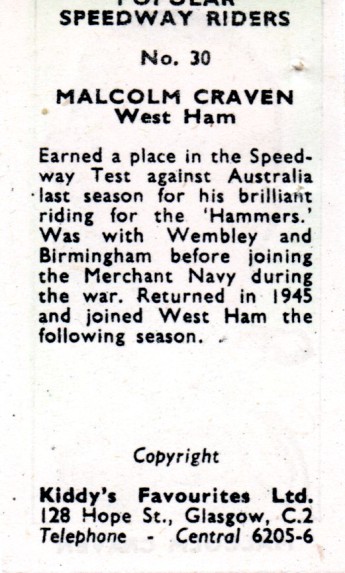 POPULAR
SPEEDWAY RIDERS
No. 30
MALCOLM CRAVEN
West Ham
Earned a place in the Speed-
way Test against Australia
last season for his brilliant
riding for the 'Hammers.'
Was with Wembley and
Birmingham before joining
the Merchant Navy during
the war. Returned in 1945
and joined West Ham the
following season.
Copyright
Kiddy's Favourites Ltd.
128 Hope St., Glasgow, C.2
Telephone - Central 6205-6